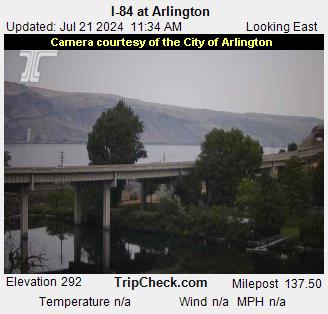 I-84 at Arlington
Updated: Jul 21 2024 11:34 AM Looking East
Camera courtesy of the City of Arlington
Elevation 292 TripCheck.com Milepost 137.50
Temperature n/a Wind n/a MPH n/a